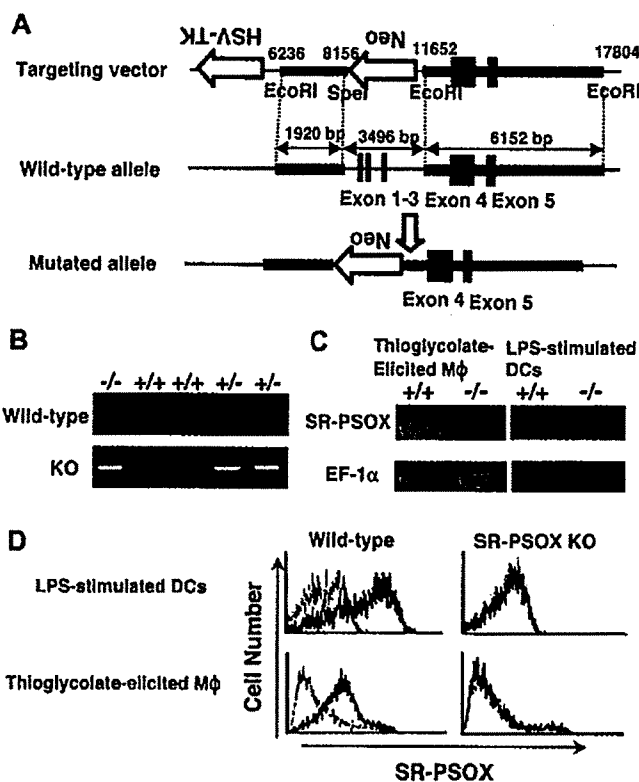 A
HSV-TK
Neo
6236 8156 11652 17804
Targeting vector
EcoRI SpeI EcoRI EcoRI
1920 bp 3496 bp 6152 bp
Wild-type allele
Exon 1-3 Exon 4 Exon 5
Neo
Mutated allele
Exon 4 Exon 5
B
-/- +/+ +/+ +/- +/-
Wild-type
KO
C
Thioglycolate-
Elicited Mϕ
LPS-stimulated
DCs
+/+ -/- +/+ -/-
SR-PSOX
EF-1α
D
Wild-type SR-PSOX KO
LPS-stimulated DCs
Cell Number
Thioglycolate-elicited Mϕ
SR-PSOX